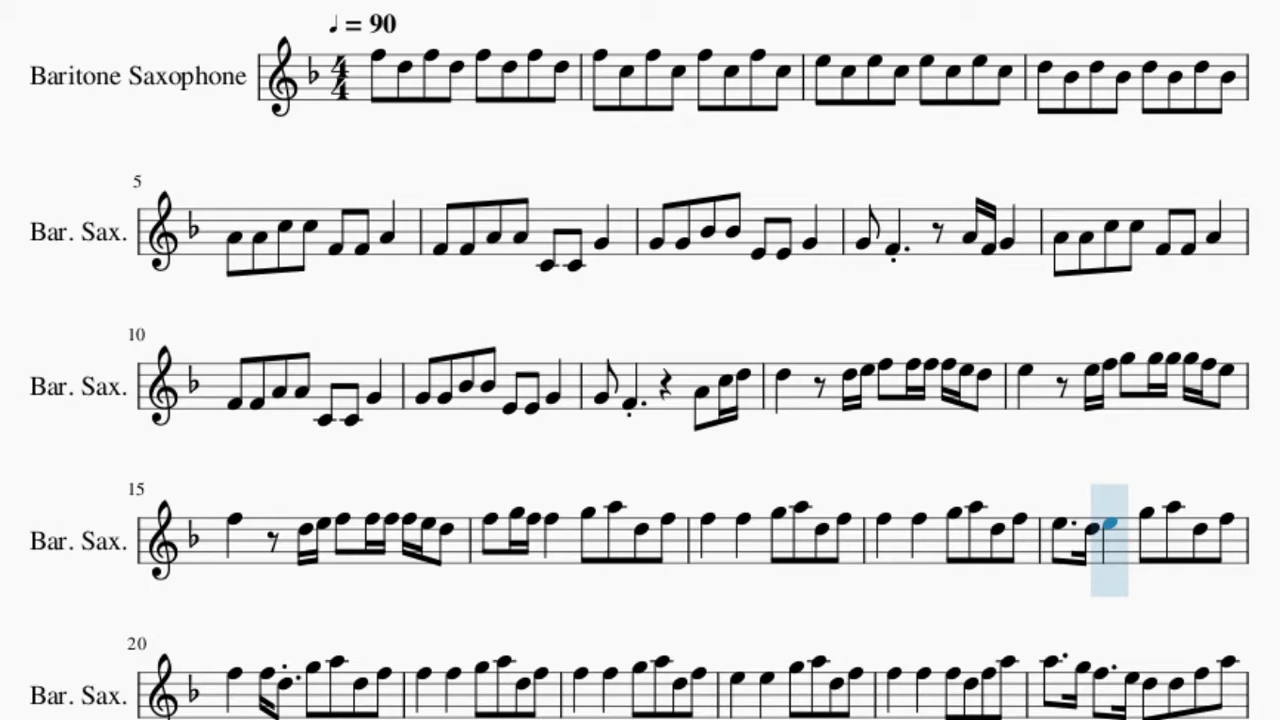 ♩ = 90
Baritone Saxophone
4
4
5
Bar. Sax.
10
Bar. Sax.
15
Bar. Sax.
20
Bar. Sax.